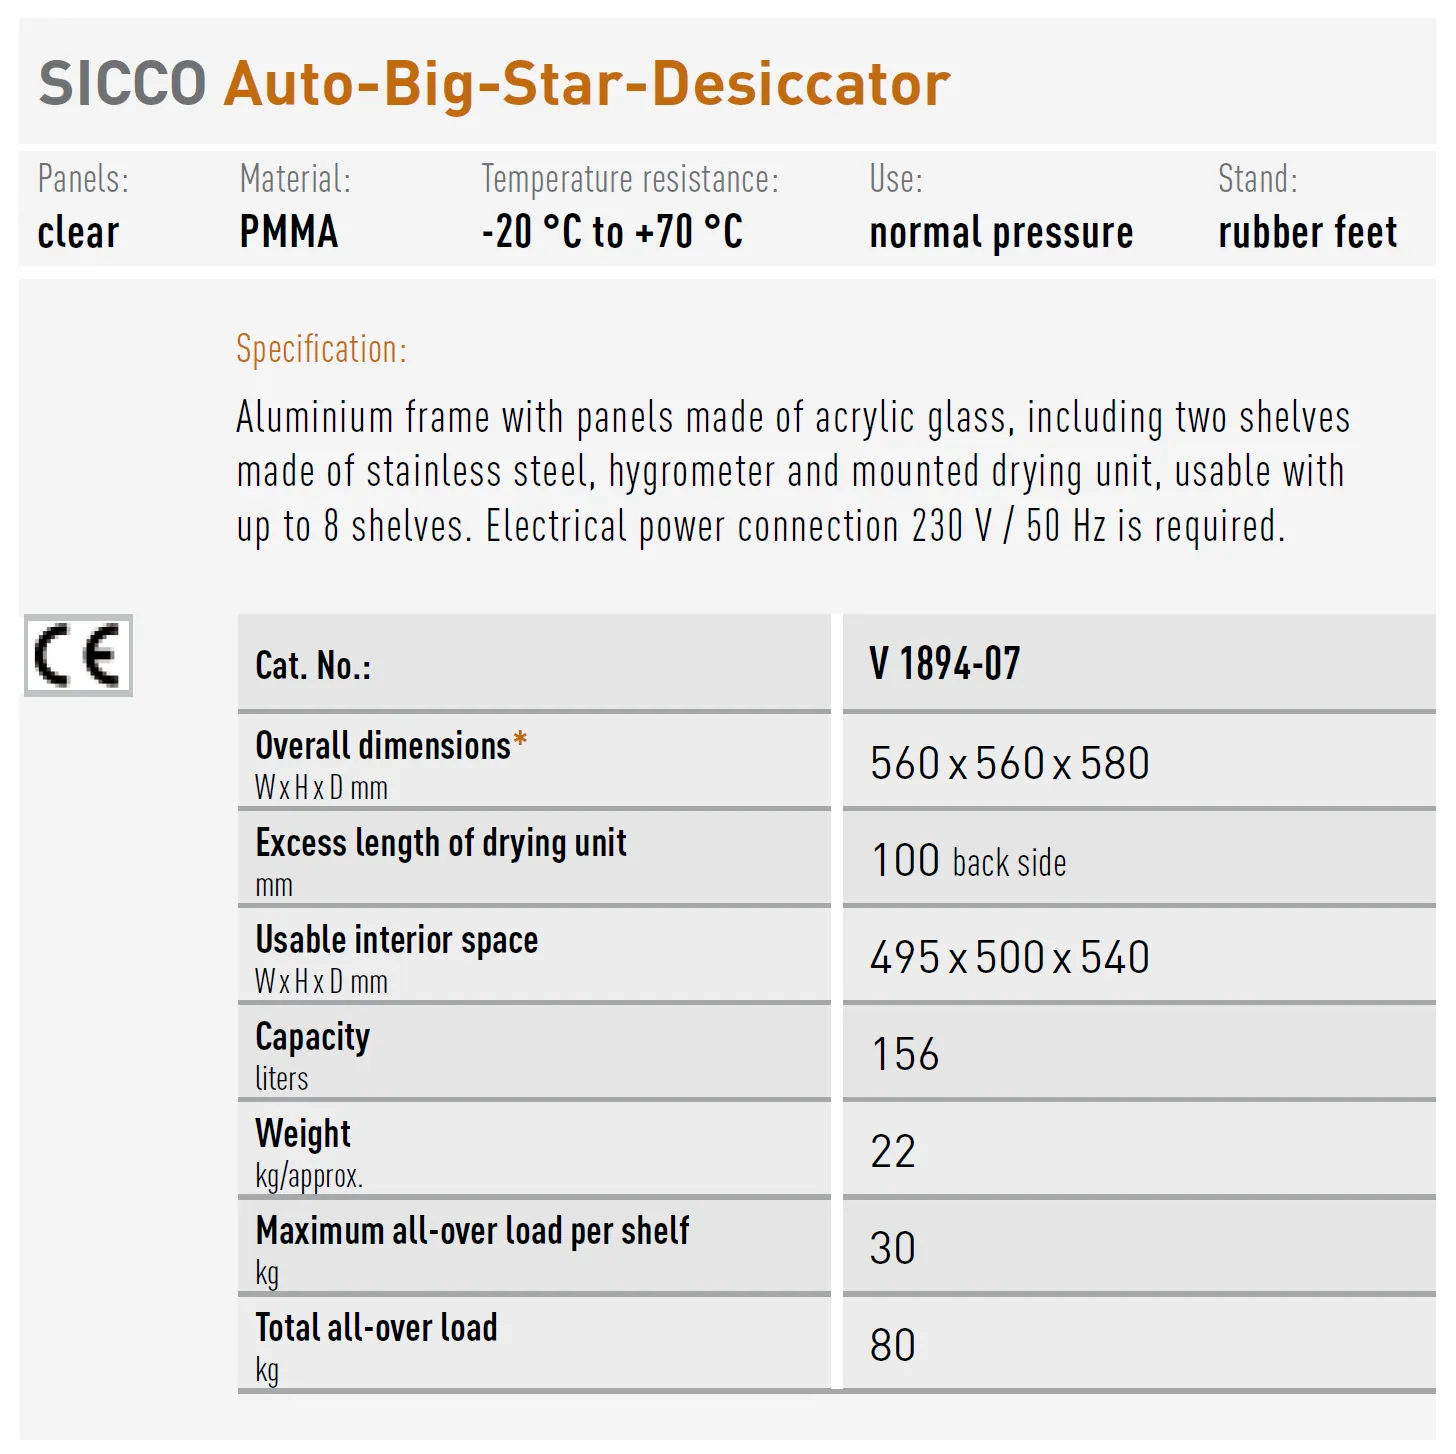 SICCO Auto-Big-Star-Desiccator
Panels: Material: Temperature resistance: Use: Stand:
clear PMMA -20 °C to +70 °C normal pressure rubber feet
Specification:
Aluminium frame with panels made of acrylic glass, including two shelves
made of stainless steel, hygrometer and mounted drying unit, usable with
up to 8 shelves. Electrical power connection 230 V / 50 Hz is required.
CE
Cat. No.: V 1894-07
Overall dimensions*
W x H x D mm
560 x 560 x 580
Excess length of drying unit
mm
100 back side
Usable interior space
W x H x D mm
495 x 500 x 540
Capacity
liters
156
Weight
kg/approx.
22
Maximum all-over load per shelf
kg
30
Total all-over load
kg
80